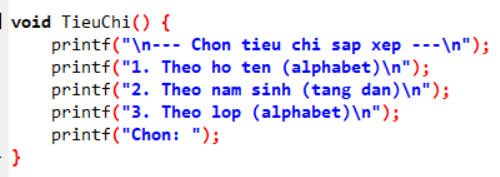 void TieuChi() {
printf("\n--- Chon tieu chi sap xep ---\n");
printf("1. Theo ho ten (alphabet)\n");
printf("2. Theo nam sinh (tang dan)\n");
printf("3. Theo lop (alphabet)\n");
printf("Chon: ");
}